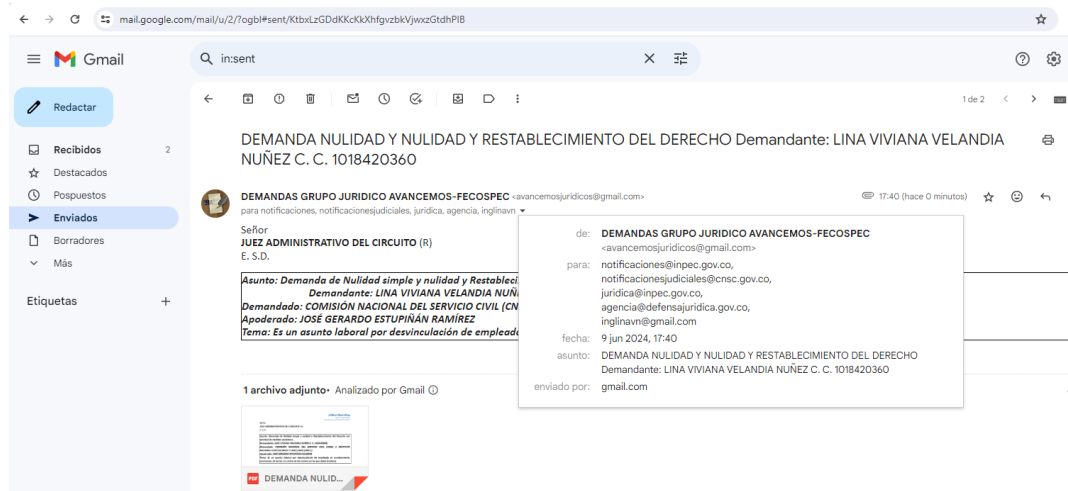 mail.google.com/mail/u/2/?ogbl#sent/KtbxLzGDdKKcKkXhfgvzbkVjwxzGtdhPlB
Gmail
in:sent
Redactar
1 de 2
Recibidos 2
Destacados
Pospuestos
Enviados
Borradores
Más
Etiquetas
DEMANDA NULIDAD Y NULIDAD Y RESTABLECIMIENTO DEL DERECHO Demandante: LINA VIVIANA VELANDIA
NUÑEZ C. C. 1018420360
DEMANDAS GRUPO JURIDICO AVANCEMOS-FECOSPEC <avancemosjuridicos@gmail.com>
17:40 (hace 0 minutos)
para notificaciones, notificacionesjudiciales, juridica, agencia, inglinavn
Señor
JUEZ ADMINISTRATIVO DEL CIRCUITO (R)
E. S.D.
Asunto: Demanda de Nulidad simple y nulidad y Restableci
Demandante: LINA VIVIANA VELANDIA NUÑ
Demandado: COMISIÓN NACIONAL DEL SERVICIO CIVIL (CN
Apoderado: JOSÉ GERARDO ESTUPIÑÁN RAMÍREZ
Tema: Es un asunto laboral por desvinculación de emplead
de: DEMANDAS GRUPO JURIDICO AVANCEMOS-FECOSPEC
<avancemosjuridicos@gmail.com>
para: notificaciones@inpec.gov.co,
notificacionesjudiciales@cnsc.gov.co,
juridica@inpec.gov.co,
agencia@defensajuridica.gov.co,
inglinavn@gmail.com
fecha: 9 jun 2024, 17:40
asunto: DEMANDA NULIDAD Y NULIDAD Y RESTABLECIMIENTO DEL DERECHO
Demandante: LINA VIVIANA VELANDIA NUÑEZ C. C. 1018420360
enviado por: gmail.com
1 archivo adjunto• Analizado por Gmail
PDF DEMANDA NULID...